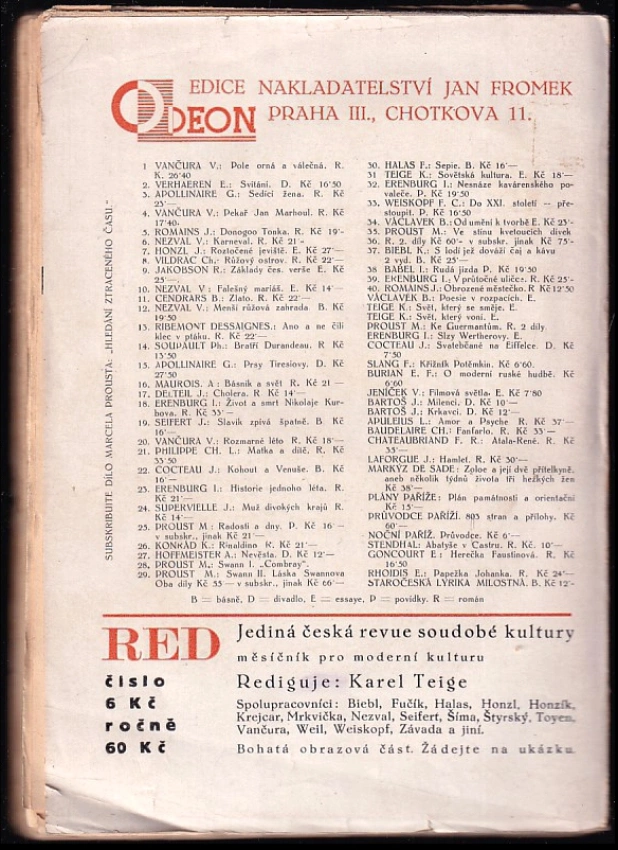 ODEON
EDICE NAKLADATELSTVÍ JAN FROMEK
PRAHA III., CHOTKOVA 11.
SUBSKRIBUJTE DÍLO MARCELA PROUSTA: „HLEDÁNÍ ZTRACENÉHO ČASU."
1 VANČURA V.: Pole orná a válečná. R.
K. 26'40
2. VERHAEREN E.: Svítání. D. Kč 16'50
3. APOLLINAIRE G.: Sedící žena. R. Kč
25'—
4. VANČURA V.: Pekař Jan Marhoul. R. Kč
17'40.
5. ROMAINS J.: Donogoo Tonka. R Kč 19'-
6. NEZVAL V.: Karneval. R. Kč 21'-
7. HONZL J.: Roztočené jeviště. E. Kč 27'—
8. VILDRAC Ch.: Růžový ostrov. R. Kč 22'—
9. JAKOBSON R.: Základy čes. verše E. Kč
25'—.
10. NEZVAL V.: Falešný mariáš. E. Kč 14'—
11. CENDRARS B.: Zlato. R. Kč 22'—
12. NEZVAL V.: Menší růžová zahrada. B. Kč
19'50
13. RIBEMONT DESSAIGNES.: Ano a ne čili
klec v ptáku. R. Kč 22'—
14. SOUPAULT Ph.: Bratří Durandeau. R Kč
13'50
15. APOLLINAIRE G.: Prsy Tiresiovy. D. Kč
27'50
16. MAUROIS. A: Básník a svět R. Kč 21 —
17. DELTEIL J.: Cholera. R Kč 14'—
18. ERENBURG I.: Život a smrt Nikolaje Kur-
bova. R. Kč 33'—
19. SEIFERT J.: Slavík zpívá špatně. B. Kč
16'—
20. VANČURA V.: Rozmarné léto R. Kč 18'—
21. PHILIPPE CH. L.: Matka a dítě, R. Kč
33'50
22. COCTEAU J.: Kohout a Venuše. B. Kč
16'—
23. ERENBURG I.: Historie jednoho léta. R.
Kč 21'—
24. SUPERVIELLE J.: Muž divokých krajů R.
Kč 14'—
25. PROUST M: Radosti a dny. P. Kč 16 —
v subskr., jinak Kč 21'—
26. KONRÁD K.: Rinaldino R. Kč 21'—
27. HOFFMEISTER A.: Nevěsta. D. Kč 12'—
28. PROUST M.: Swann I. „Combray".
29. PROUST M.: Swann II. Láska Swannova
Oba díly Kč 33 — v subskr., jinak Kč 66'—
30. HALAS F.: Sepie. B. Kč 16'—
31 TEIGE K.: Sovětská kultura. E. Kč 18'—
32. ERENBURG I.: Nesnáze kavárenského po-
valeče. P. Kč 19'50
33. WEISKOPF F. C.: Do XXI. století — pře-
stoupit. P. Kč 16'50
34. VÁCLAVEK B.: Od umění k tvorbě E. Kč 23'-
35. PROUST M.: Ve stínu kvetoucích dívek
36. R. 2. díly Kč 60'— v subskr. jinak Kč 75'—
37. BIEBL K.: S lodí jež dováží čaj a kávu
2 vyd. B. Kč 25'—
38 BABEL I.: Rudá jizda P. Kč 19'50
39. ERENBURG I.: V průtočné ulici. R. Kč 25'-
40. ROMAINS J.: Obrozené městečko. R Kč 12'50
VÁCLAVEK B.: Poesie v rozpacích. E.
TEIGE K.: Svět, který se směje. E.
TEIGE K.: Svět, který voní. E.
PROUST M.: Ke Guermantům. R. 2 díly
ERENBURG I.: Slzy Wertherovy. E.
COCTEAU J.: Svatebčané na Eiffelce. D. Kč
7'50
SLANG F.: Křižník Potěmkin. Kč 6'60.
BURIAN E. F.: O moderní ruské hudbě. Kč
6'60
JENÍČEK V.: Filmová světla. E. Kč 7'80
BARTOŠ J.: Milenci. D. Kč 10'—
BARTOŠ J.: Krkavci. D. Kč 12'—
APULEIUS L.: Amor a Psyche R. Kč 37'—
BAUDELAIRE CH.: Fanfarlo. R. Kč 33'—
CHATEAUBRIAND F. R.: Atala-René. R. Kč
33'—
LAFORGUE J.: Hamlet. R. Kč 30'—
MARKÝZ DE SADE: Zoloe a její dvě přítelkyně.
aneb několik týdnů života tří hezkých žen
Kč 38'—
PLÁNY PAŘÍŽE: Plán památností a orientační
Kč 15'—
PRŮVODCE PAŘÍŽÍ. 803 stran a přílohy. Kč
60'—
NOČNÍ PAŘÍŽ. Průvodce. Kč 6'—
STENDHAL: Abatyše v Castru. R. Kč. 10'—
GONCOURT E: Herečka Faustinová. R. Kč
16'50
RHOIDIS E.: Papežka Johanka. R. Kč 24'—
STAROČESKÁ LYRIKA MILOSTNÁ. B. Kč 12'-
B = básně, D = divadlo, E = essaye, P = povídky. R = román
RED
Jediná česká revue soudobé kultury
měsíčník pro moderní kulturu
číslo
6 Kč
ročně
60 Kč
Rediguje: Karel Teige
Spolupracovníci: Biebl, Fučík, Halas, Honzl, Honzík,
Krejcar, Mrkvička, Nezval, Seifert, Šíma, Štyrský, Toyen,
Vančura, Weil, Weiskopf, Závada a jiní.
Bohatá obrazová část. Žádejte na ukázku.